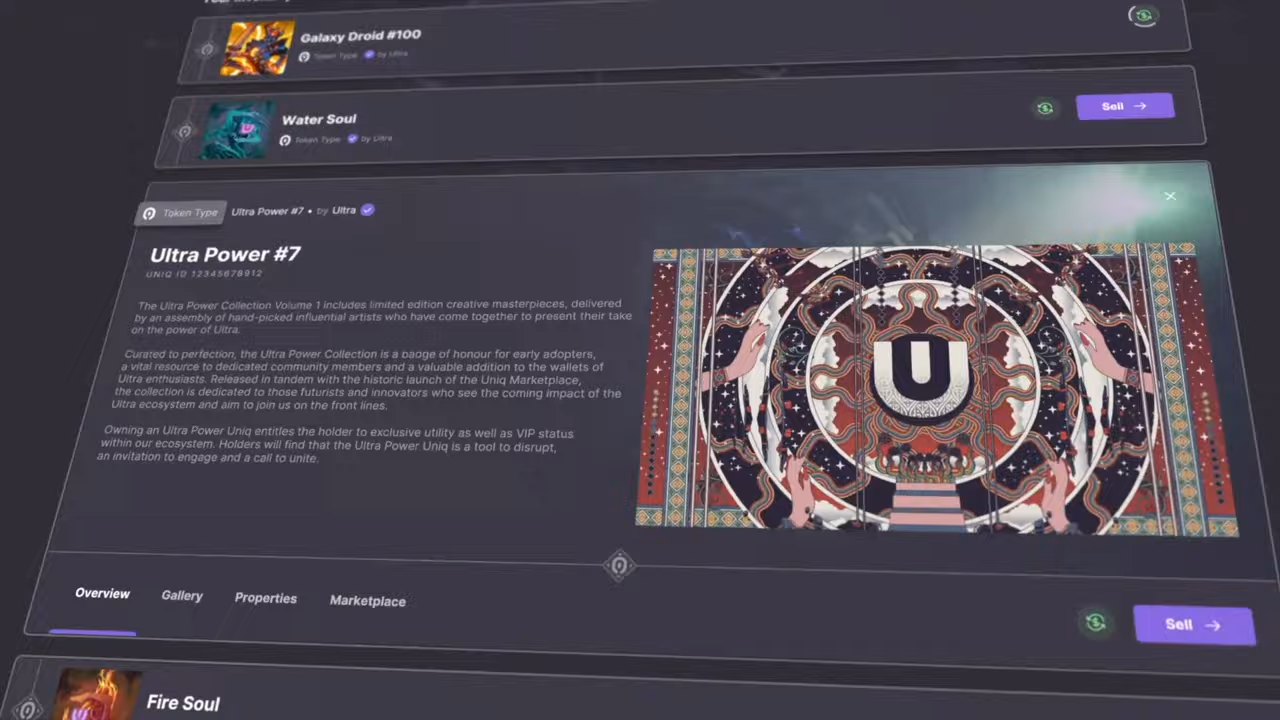 Galaxy Droid #100
Token Type by Ultra
Water Soul
Token Type by Ultra
Sell
Token Type Ultra Power #7 • by Ultra
Ultra Power #7
UNIQ ID 12345678912
The Ultra Power Collection Volume 1 includes limited edition creative masterpieces, delivered
by an assembly of hand-picked influential artists who have come together to present their take
on the power of Ultra.
Curated to perfection, the Ultra Power Collection is a badge of honour for early adopters,
a vital resource to dedicated community members and a valuable addition to the wallets of
Ultra enthusiasts. Released in tandem with the historic launch of the Uniq Marketplace,
the collection is dedicated to those futurists and innovators who see the coming impact of the
Ultra ecosystem and aim to join us on the front lines.
Owning an Ultra Power Uniq entitles the holder to exclusive utility as well as VIP status
within our ecosystem. Holders will find that the Ultra Power Uniq is a tool to disrupt,
an invitation to engage and a call to unite.
U
Overview Gallery Properties Marketplace
Sell
Fire Soul